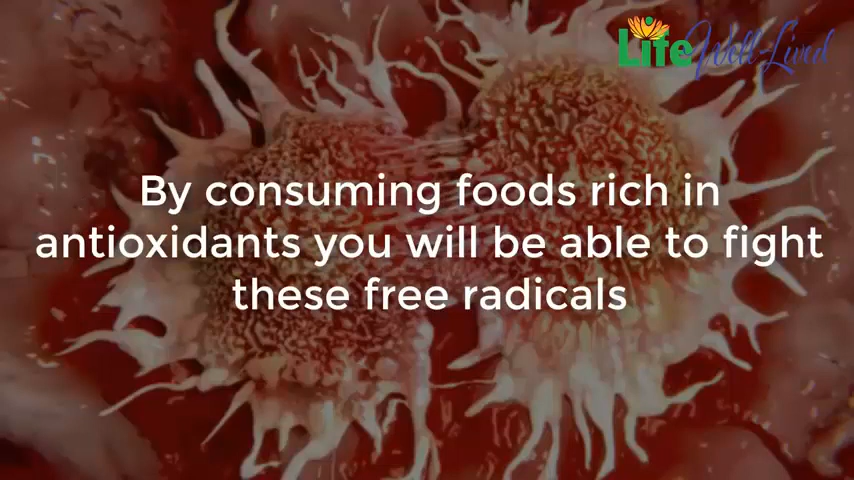 Life Well-Lived
By consuming foods rich in
antioxidants you will be able to fight
these free radicals